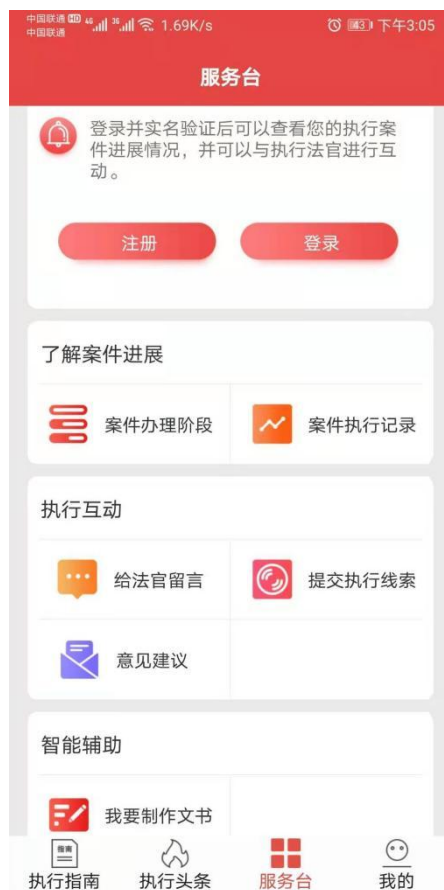 中国联通 HD 4G 3G 1.69K/s 43 下午3:05
中国联通
服务台
登录并实名验证后可以查看您的执行案
件进展情况，并可以与执行法官进行互
动。
注册 登录
了解案件进展
案件办理阶段 案件执行记录
执行互动
给法官留言 提交执行线索
意见建议
智能辅助
我要制作文书
指南
执行指南 执行头条 服务台 我的